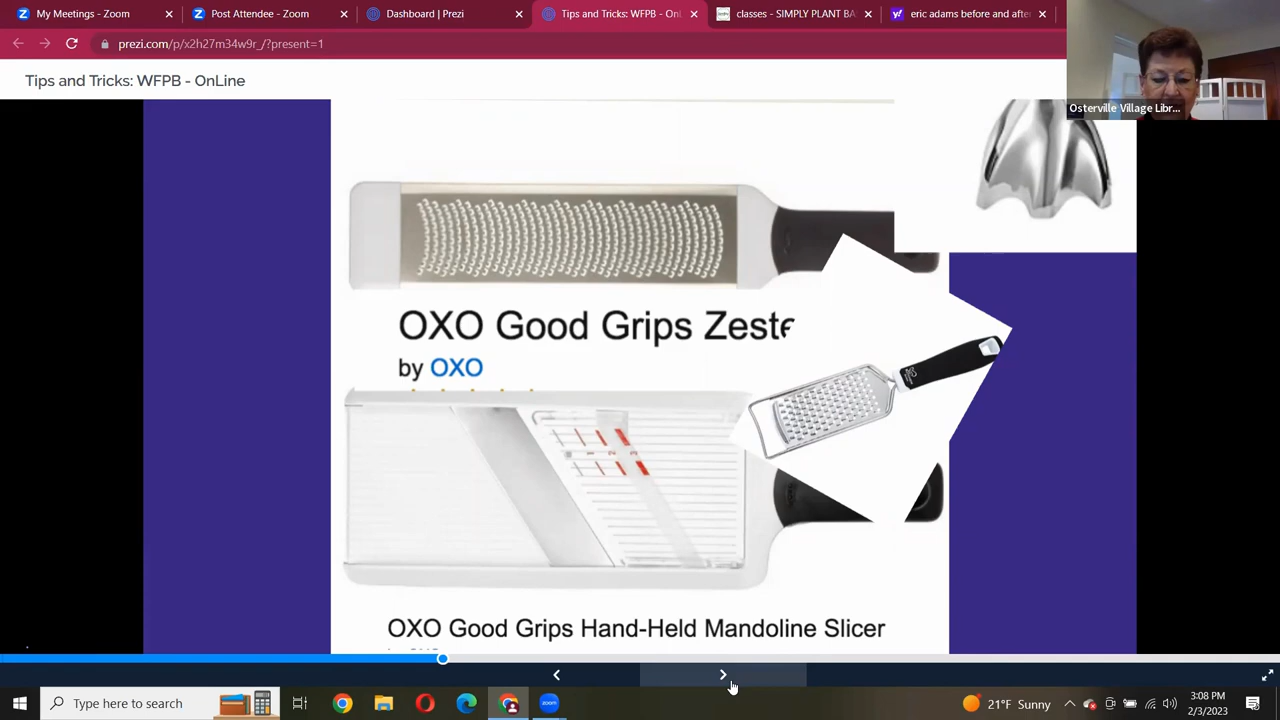 My Meetings - Zoom
Post Attendee - Zoom
Dashboard | Prezi
Tips and Tricks: WFPB - Onl
classes - SIMPLY PLANT BA
eric adams before and afte
prezi.com/p/x2h27m34w9r_/?present=1
Tips and Tricks: WFPB - OnLine
Osterville Village Libr...
OXO Good Grips Zeste
by OXO
1 2 3
OXO Good Grips Hand-Held Mandoline Slicer
Type here to search
21°F Sunny
3:08 PM
2/3/2023